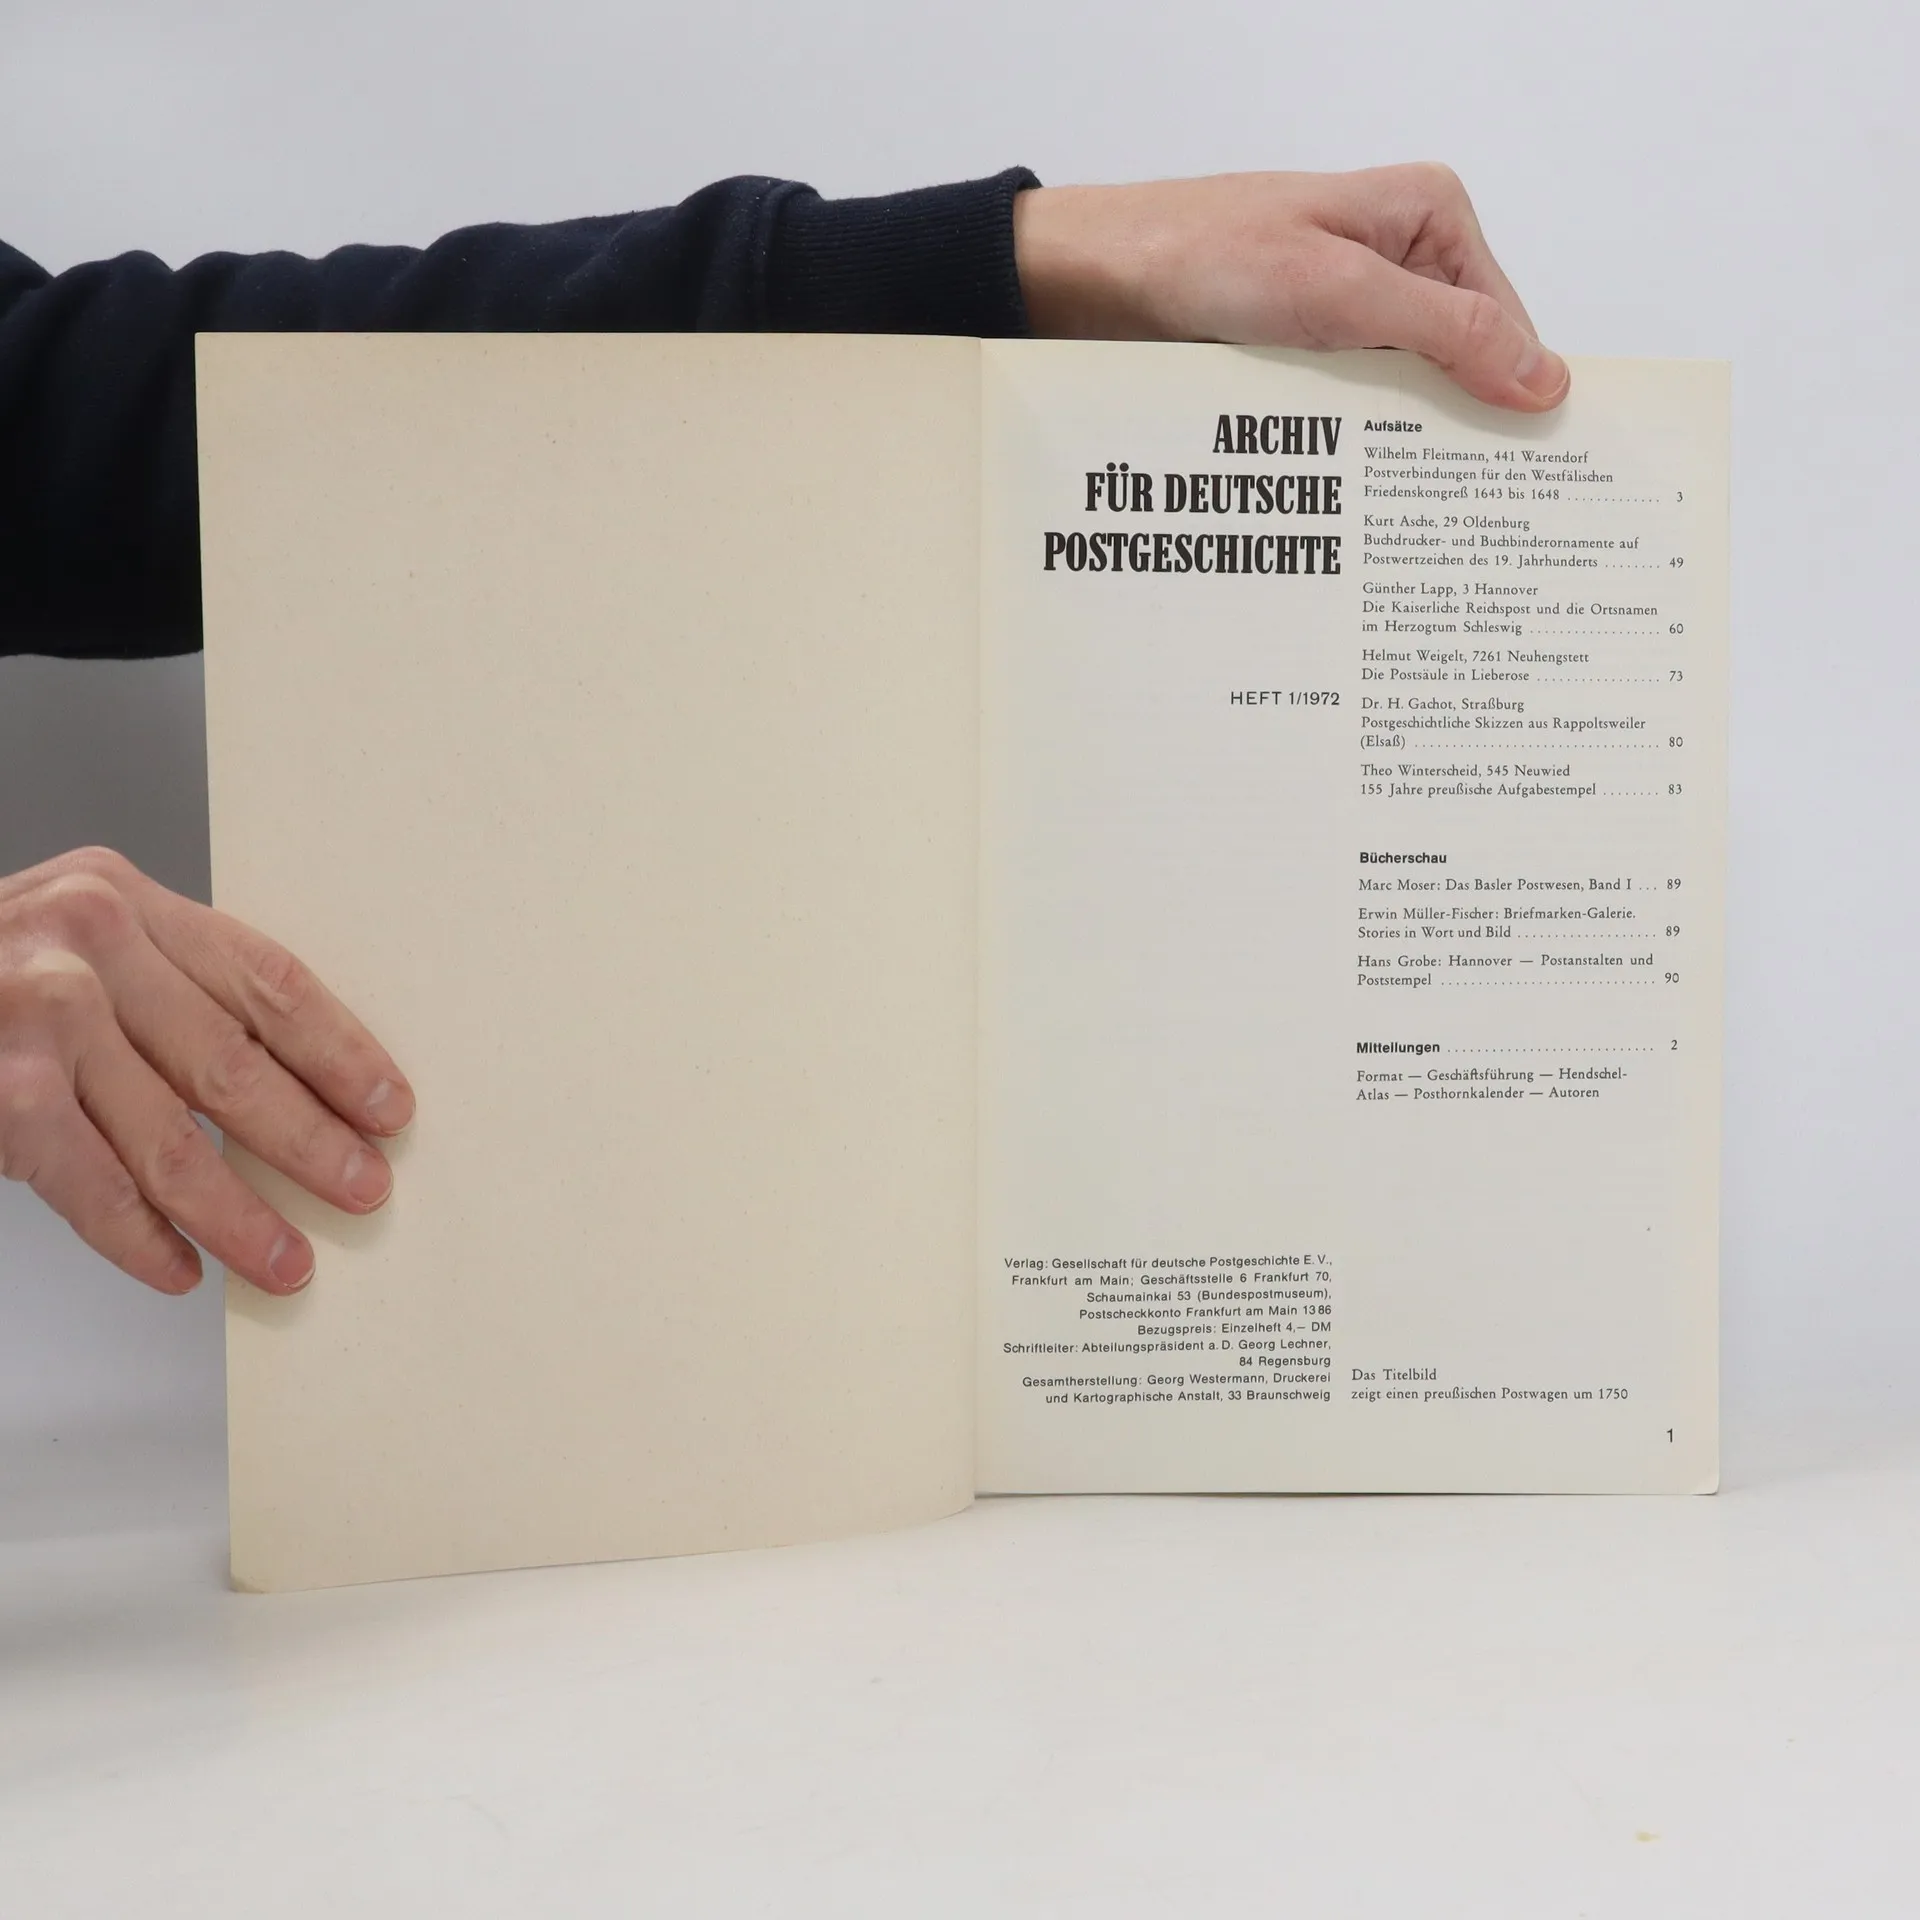 ARCHIV
FÜR DEUTSCHE
POSTGESCHICHTE
HEFT 1/1972
Aufsätze
Wilhelm Fleitmann, 441 Warendorf
Postverbindungen für den Westfälischen
Friedenskongreß 1643 bis 1648 ............. 3
Kurt Asche, 29 Oldenburg
Buchdrucker- und Buchbinderornamente auf
Postwertzeichen des 19. Jahrhunderts ........ 49
Günther Lapp, 3 Hannover
Die Kaiserliche Reichspost und die Ortsnamen
im Herzogtum Schleswig .................. 60
Helmut Weigelt, 7261 Neuhengstett
Die Postsäule in Lieberose ................. 73
Dr. H. Gachot, Straßburg
Postgeschichtliche Skizzen aus Rappoltsweiler
(Elsaß) ................................. 80
Theo Winterscheid, 545 Neuwied
155 Jahre preußische Aufgabestempel ........ 83
Bücherschau
Marc Moser: Das Basler Postwesen, Band I ... 89
Erwin Müller-Fischer: Briefmarken-Galerie.
Stories in Wort und Bild ................... 89
Hans Grobe: Hannover — Postanstalten und
Poststempel ............................. 90
Mitteilungen ............................ 2
Format — Geschäftsführung — Hendschel-
Atlas — Posthornkalender — Autoren
Verlag: Gesellschaft für deutsche Postgeschichte E. V.,
Frankfurt am Main; Geschäftsstelle 6 Frankfurt 70,
Schaumainkai 53 (Bundespostmuseum),
Postscheckkonto Frankfurt am Main 13 86
Bezugspreis: Einzelheft 4,— DM
Schriftleiter: Abteilungspräsident a. D. Georg Lechner,
84 Regensburg
Gesamtherstellung: Georg Westermann, Druckerei
und Kartographische Anstalt, 33 Braunschweig
Das Titelbild
zeigt einen preußischen Postwagen um 1750
1